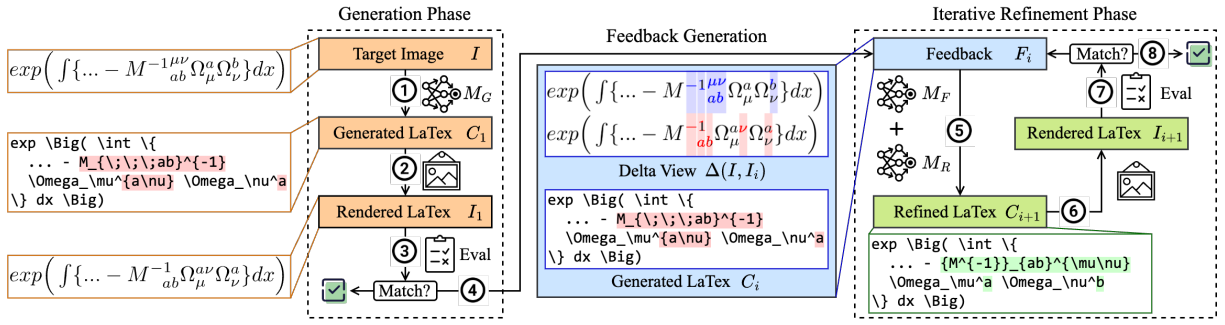 Generation Phase
exp(∫{... − M^{-1}{}^{μν}_{ab} Ω^a_μ Ω^b_ν}dx)
Target Image I
1 M_G
Generated LaTex C_1
exp \Big( \int \{
... - M_{\;\;\;ab}^{-1}
\Omega_\mu^{a\nu} \Omega_\nu^a
\} dx \Big)
2
Rendered LaTex I_1
exp(∫{... − M^{-1}_{ab} Ω^{aν}_μ Ω^a_ν}dx)
3 Eval
Match? 4
Feedback Generation
exp(∫{... − M^{-1}{}^{μν}_{ab} Ω^a_μ Ω^b_ν}dx)
exp(∫{... − M^{-1}_{ab} Ω^{aν}_μ Ω^a_ν}dx)
Delta View Δ(I, I_i)
exp \Big( \int \{
... - M_{\;\;\;ab}^{-1}
\Omega_\mu^{a\nu} \Omega_\nu^a
\} dx \Big)
Generated LaTex C_i
Iterative Refinement Phase
Feedback F_i
Match? 8
M_F
+
M_R
5
7 Eval
Rendered LaTex I_{i+1}
Refined LaTex C_{i+1} 6
exp \Big( \int \{
... - {M^{-1}}_{ab}^{\mu\nu}
\Omega_\mu^a \Omega_\nu^b
\} dx \Big)